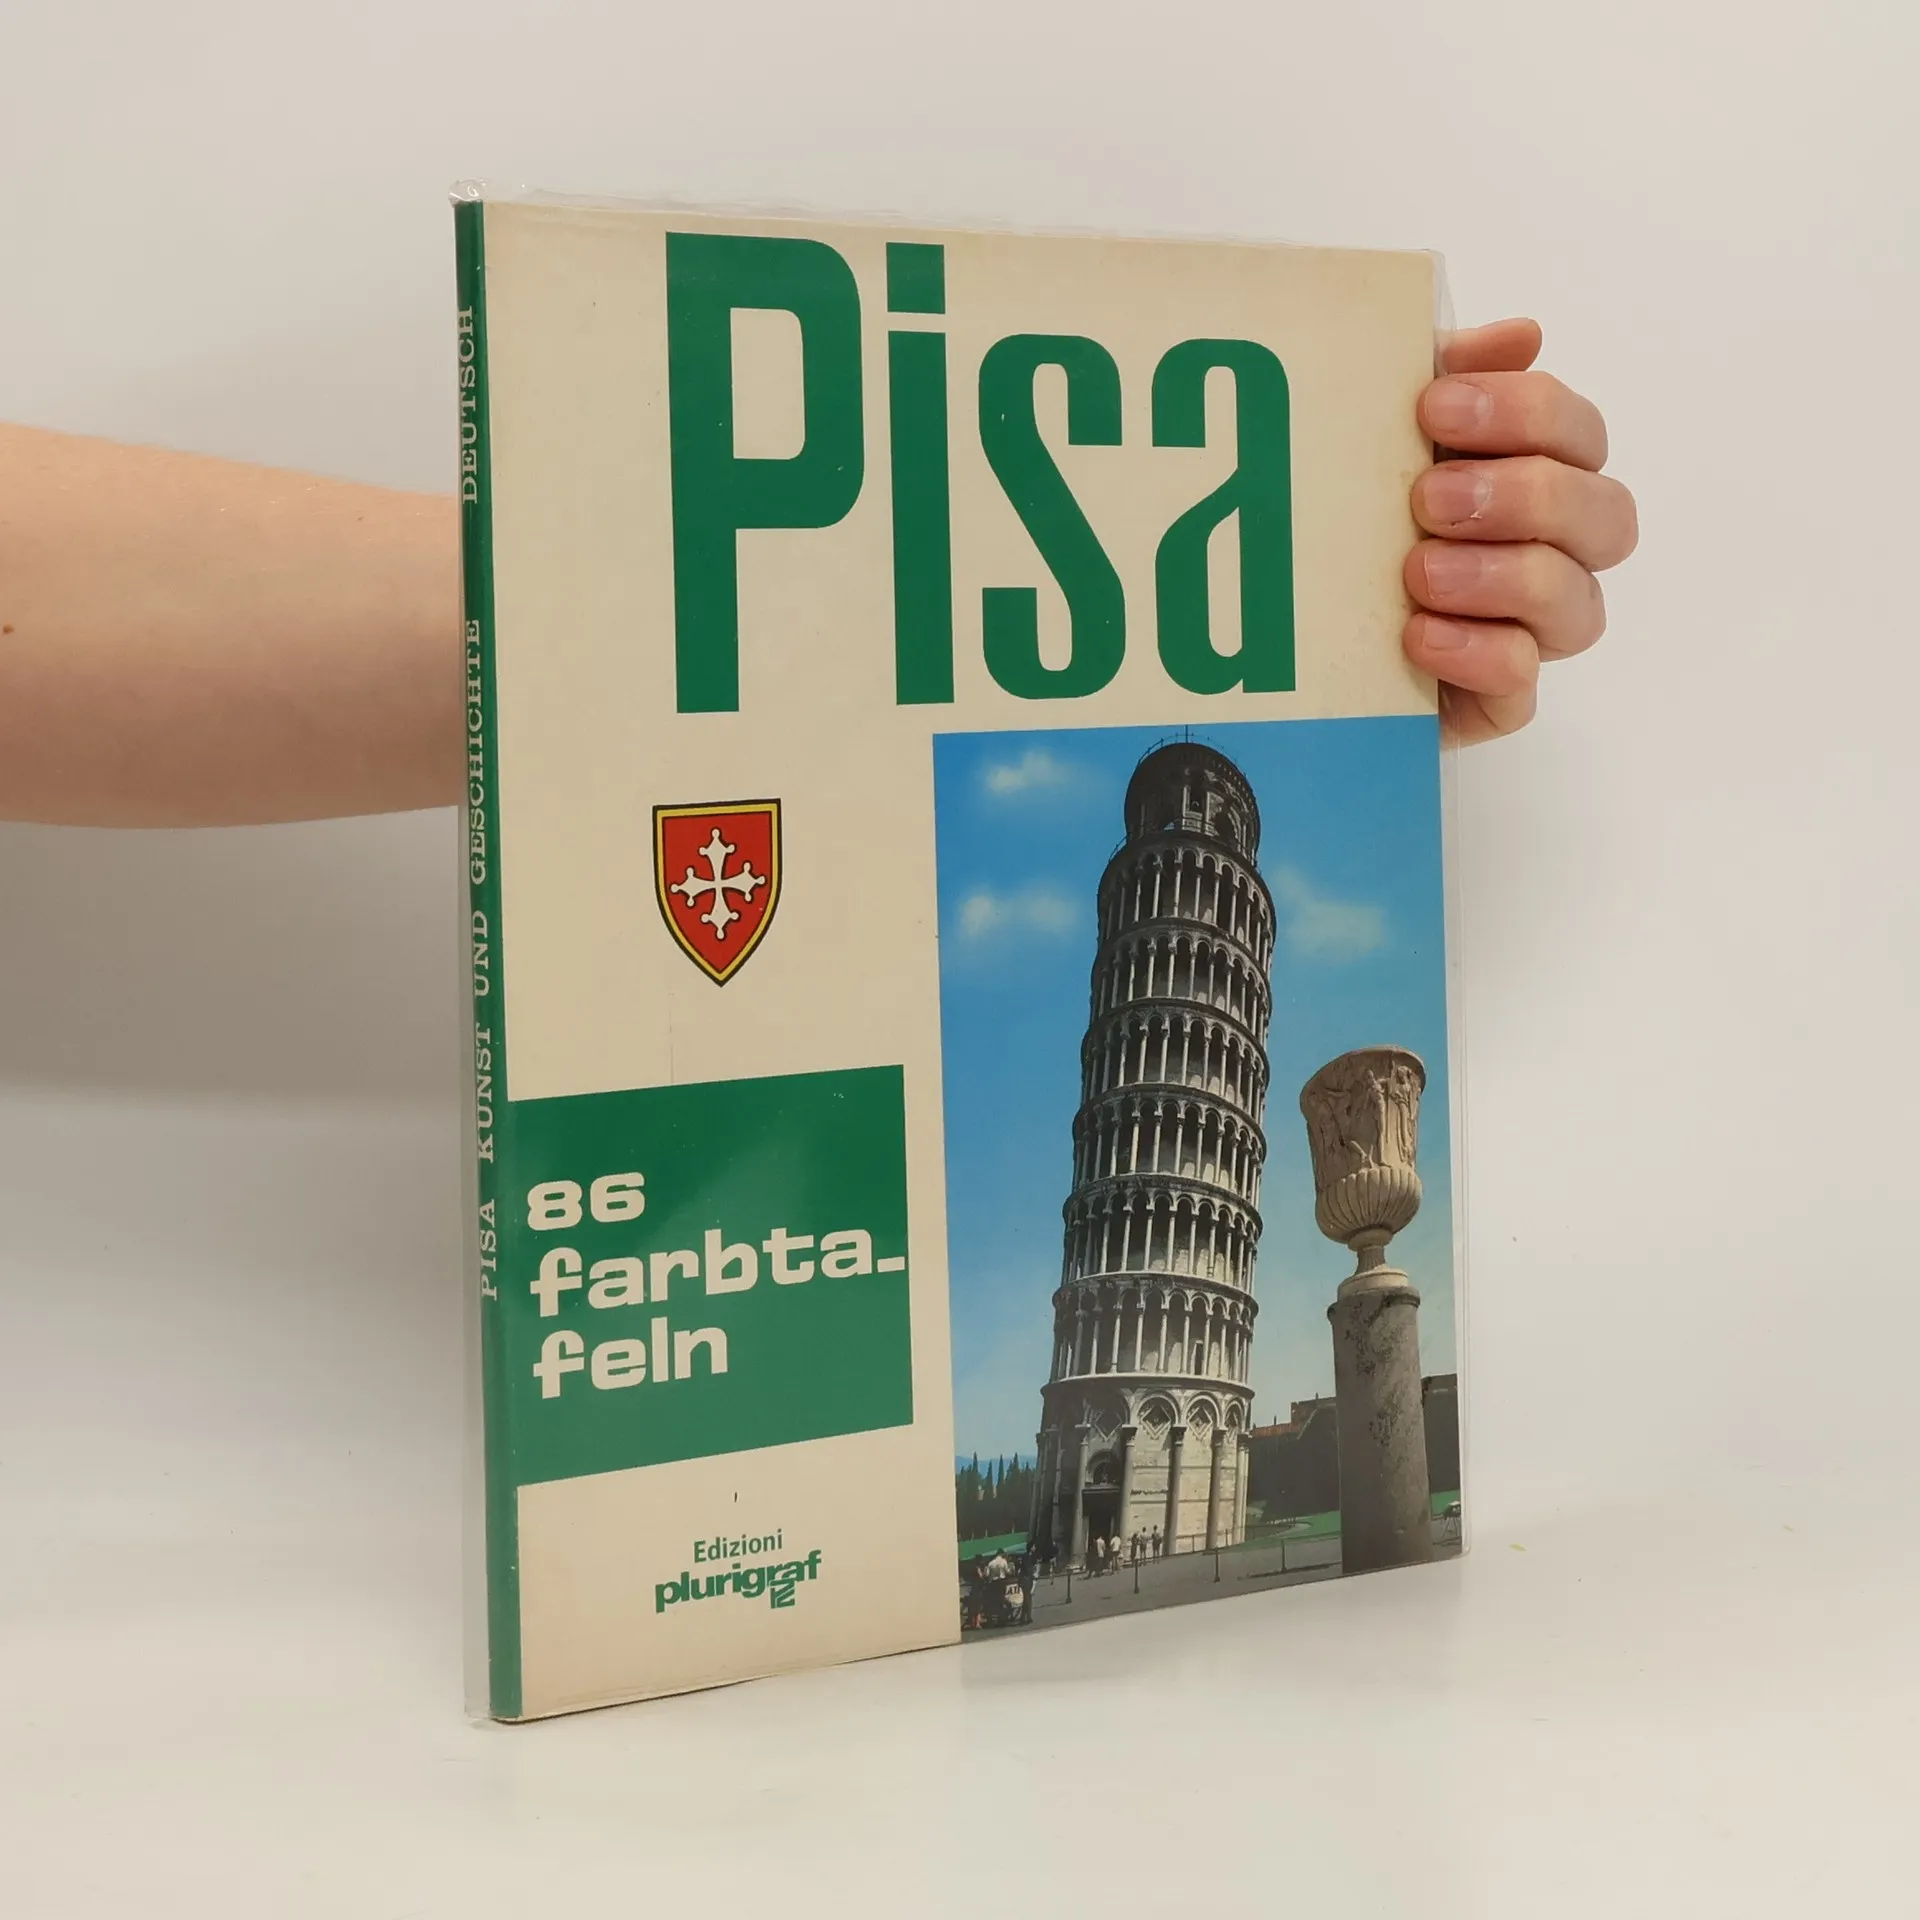 Pisa
86
farbta-
feln
Edizioni
plurigraf
PISA KUNST UND GESCHICHTE DEUTSCH